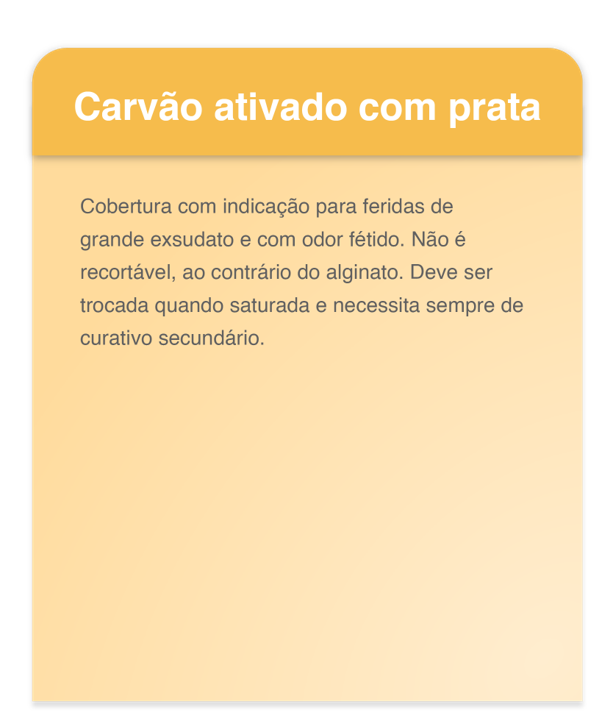 Carvão ativado com prata
Cobertura com indicação para feridas de
grande exsudato e com odor fétido. Não é
recortável, ao contrário do alginato. Deve ser
trocada quando saturada e necessita sempre de
curativo secundário.